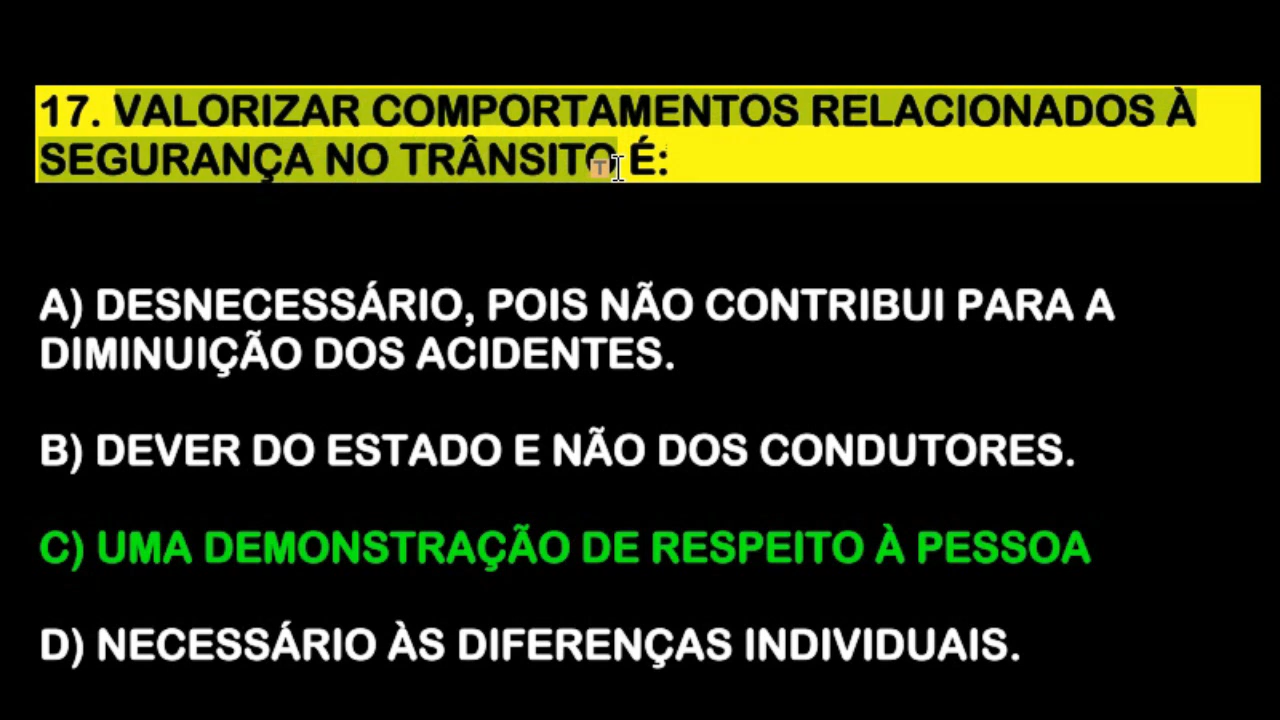 17. VALORIZAR COMPORTAMENTOS RELACIONADOS À
SEGURANÇA NO TRÂNSITO É:
A) DESNECESSÁRIO, POIS NÃO CONTRIBUI PARA A
DIMINUIÇÃO DOS ACIDENTES.
B) DEVER DO ESTADO E NÃO DOS CONDUTORES.
C) UMA DEMONSTRAÇÃO DE RESPEITO À PESSOA
D) NECESSÁRIO ÀS DIFERENÇAS INDIVIDUAIS.